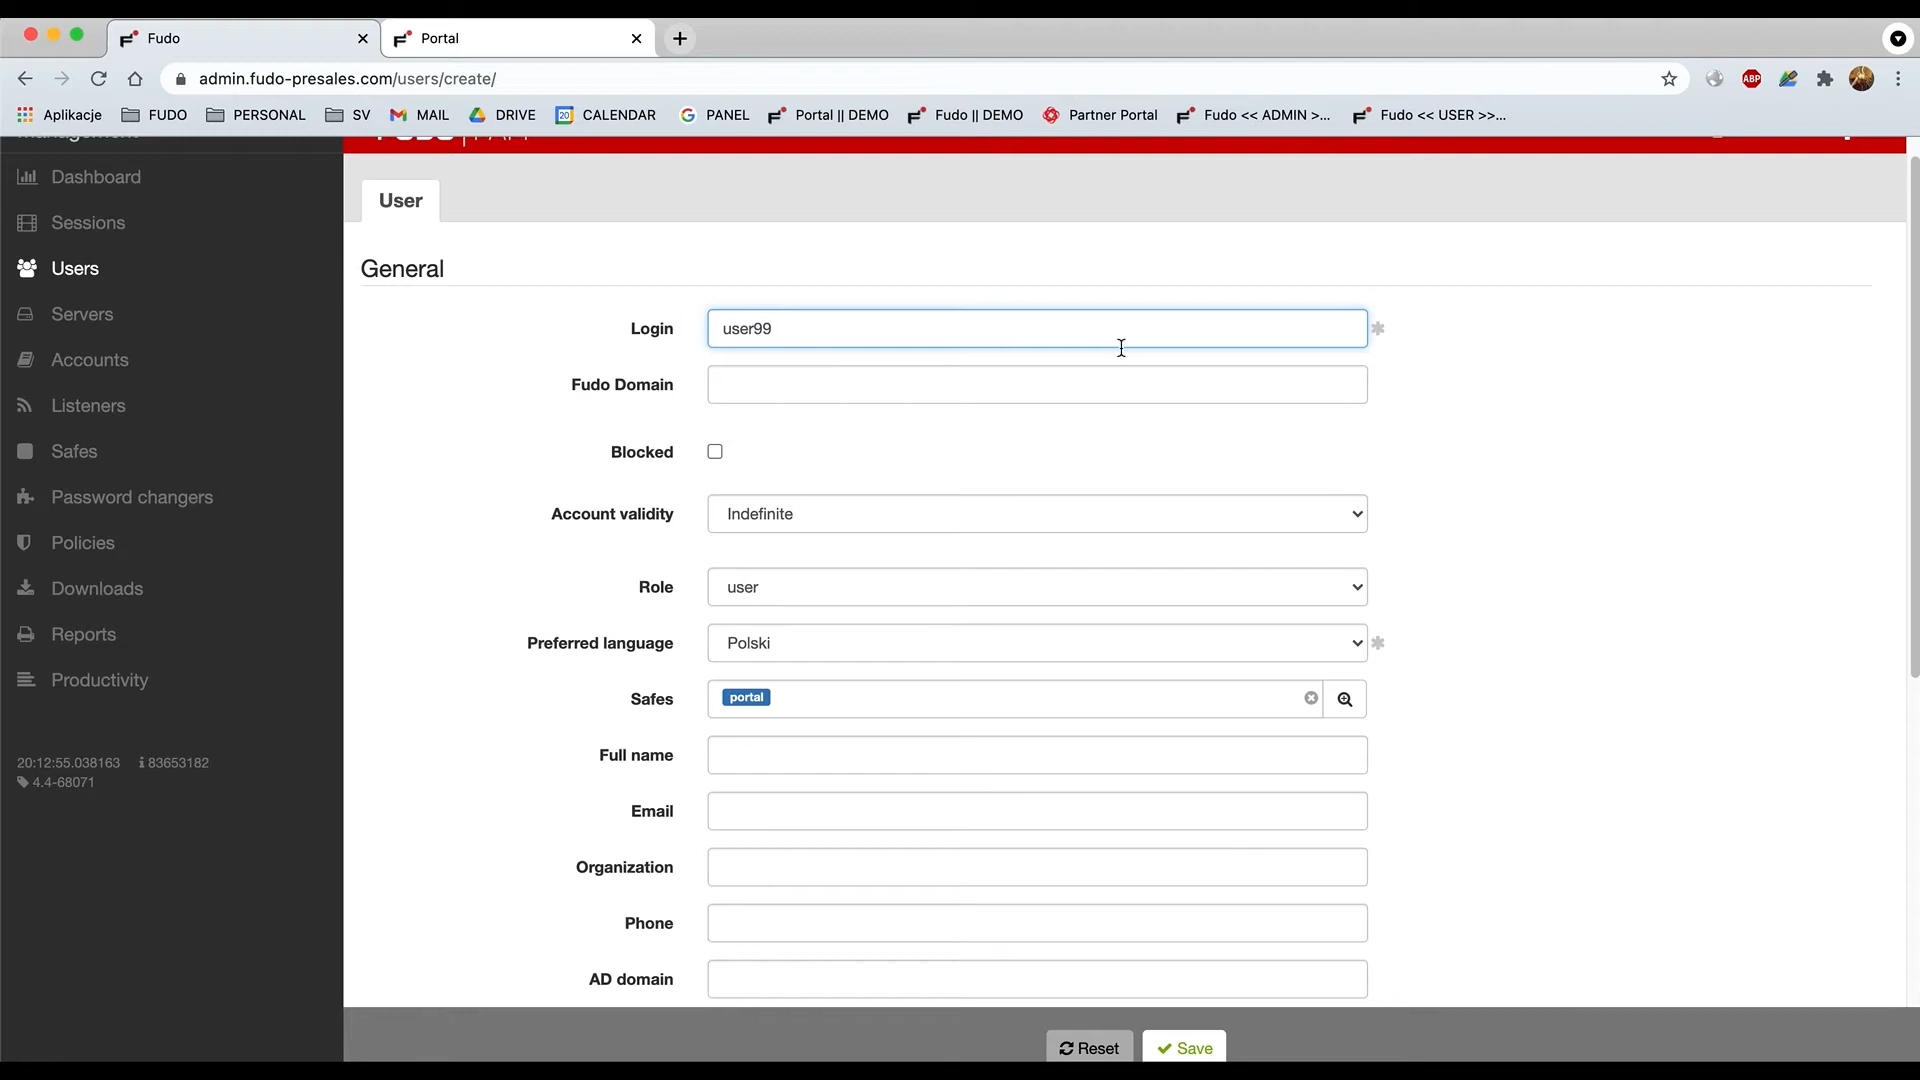 Fudo
Portal
admin.fudo-presales.com/users/create/
ABP
Aplikacje
FUDO
PERSONAL
SV
MAIL
DRIVE
20
CALENDAR
PANEL
Portal || DEMO
Fudo || DEMO
Partner Portal
Fudo << ADMIN >...
Fudo << USER >>...
Dashboard
Sessions
Users
Servers
Accounts
Listeners
Safes
Password changers
Policies
Downloads
Reports
Productivity
20:12:55.038163
83653182
4.4-68071
User
General
Login
user99
Fudo Domain
Blocked
Account validity
Indefinite
Role
user
Preferred language
Polski
Safes
portal
Full name
Email
Organization
Phone
AD domain
Reset
Save